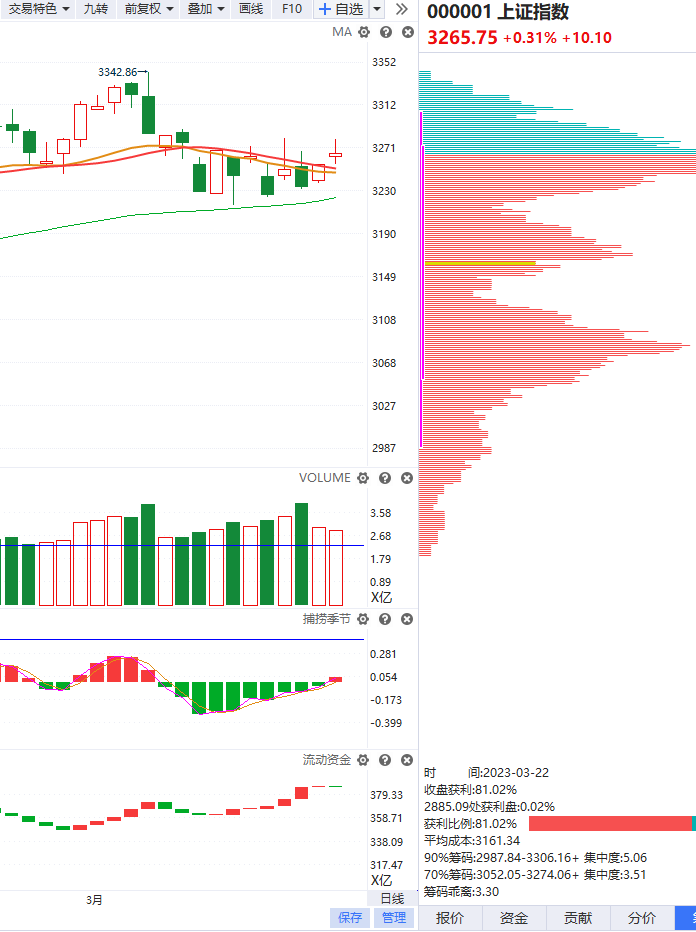 交易特色 九转 前复权 叠加 画线 F10 自选
000001 上证指数
3265.75 +0.31% +10.10
MA
3342.86
3352
3312
3271
3230
3190
3149
3108
3068
3027
2987
VOLUME
3.58
2.68
1.79
0.89
X亿
捕捞季节
0.281
0.054
-0.173
-0.399
流动资金
379.33
358.71
338.09
317.47
X亿
3月 日线
保存 管理
时 间:2023-03-22
收盘获利:81.02%
2885.09处获利盘:0.02%
获利比例:81.02%
平均成本:3161.34
90%筹码:2987.84-3306.16+ 集中度:5.06
70%筹码:3052.05-3274.06+ 集中度:3.51
筹码乖离:3.30
报价 资金 贡献 分价